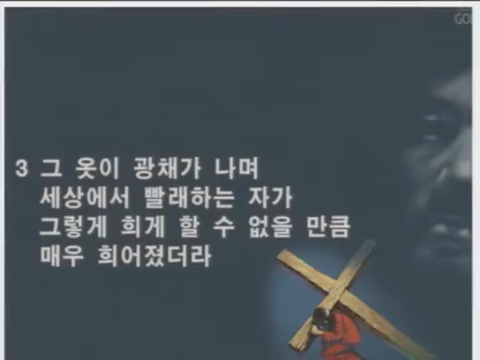 3 그 옷이 광채가 나며
세상에서 빨래하는 자가
그렇게 희게 할 수 없을 만큼
매우 희어졌더라